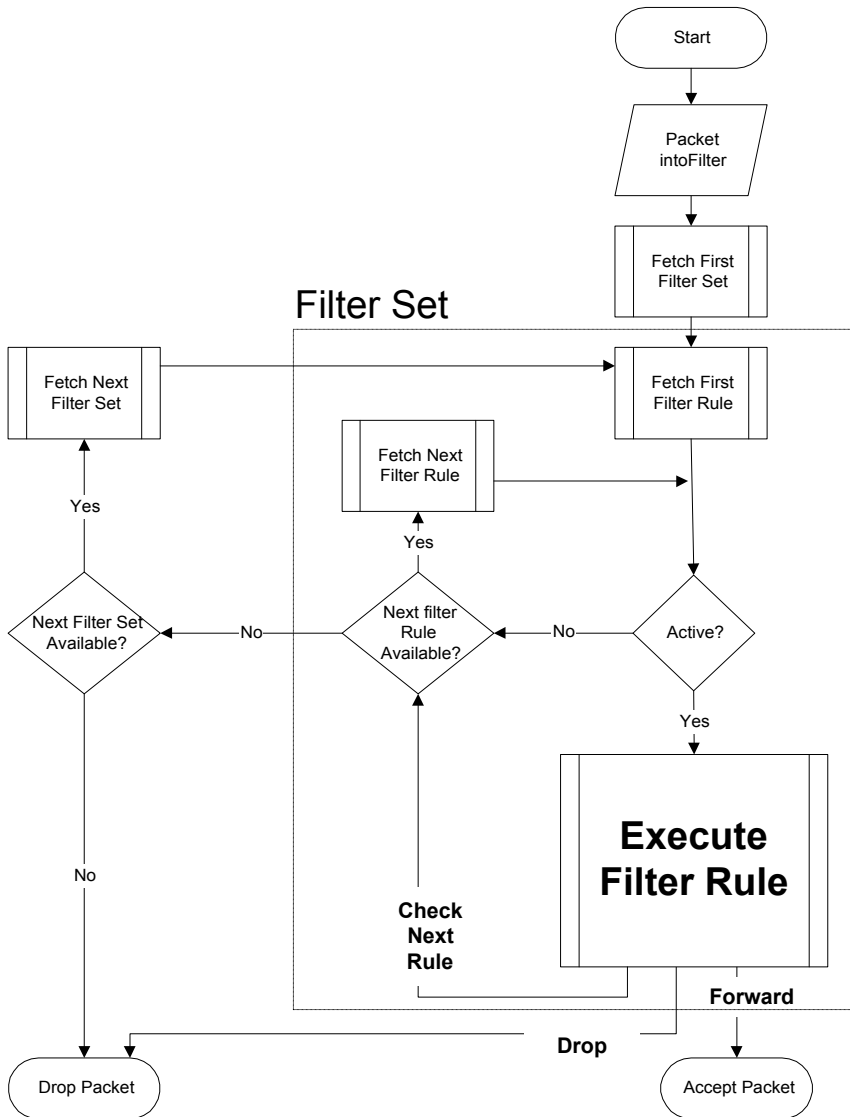 Start
Packet
intoFilter
Fetch First
Filter Set
Filter Set
Fetch Next
Filter Set
Fetch First
Filter Rule
Fetch Next
Filter Rule
Yes
Yes
Next Filter Set
Available?
No
Next filter
Rule
Available?
No
Active?
Yes
Execute
Filter Rule
No
Check
Next
Rule
Forward
Drop
Drop Packet
Accept Packet